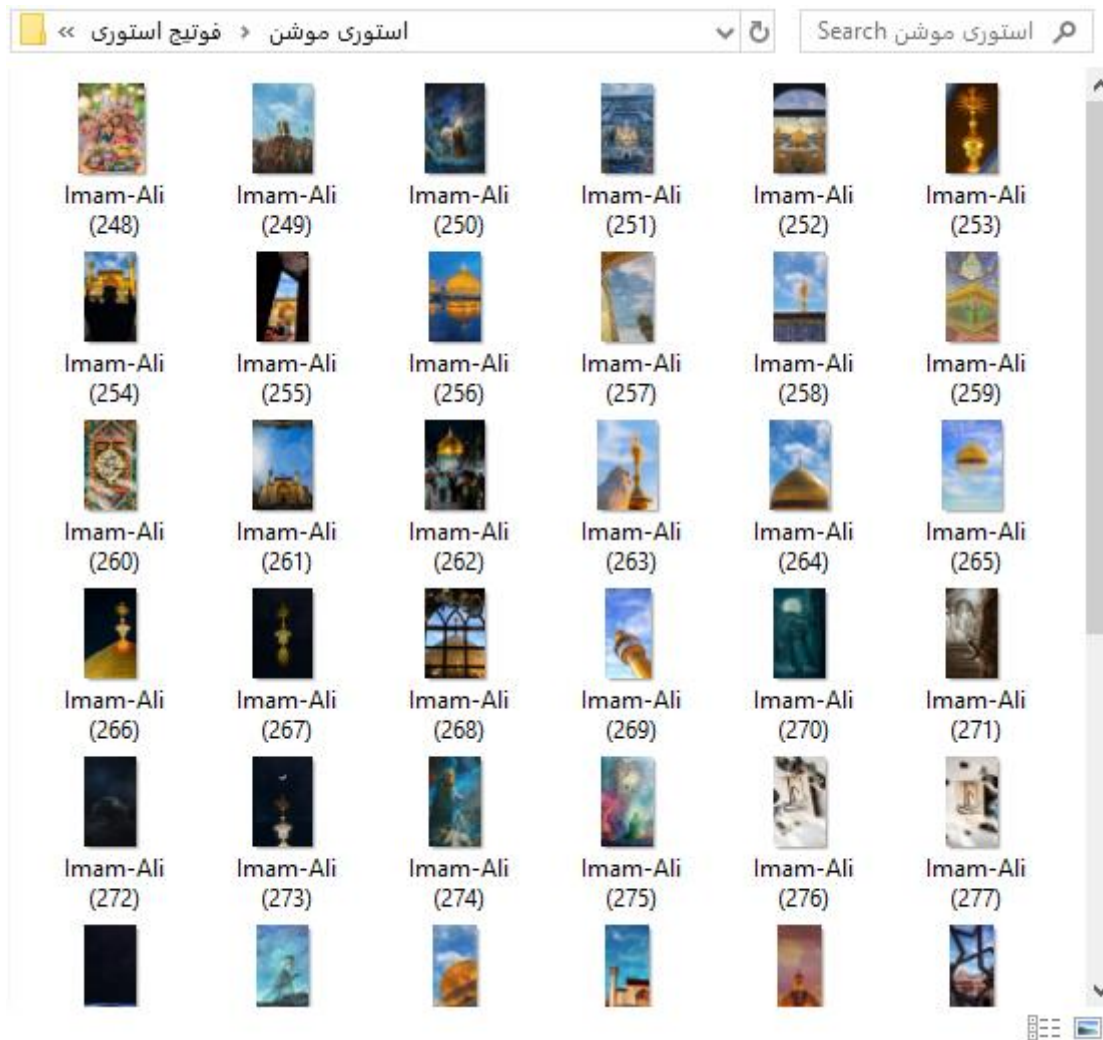 استوری موشن › فوتیج استوری »
Search استوری موشن
Imam-Ali (248)
Imam-Ali (249)
Imam-Ali (250)
Imam-Ali (251)
Imam-Ali (252)
Imam-Ali (253)
Imam-Ali (254)
Imam-Ali (255)
Imam-Ali (256)
Imam-Ali (257)
Imam-Ali (258)
Imam-Ali (259)
Imam-Ali (260)
Imam-Ali (261)
Imam-Ali (262)
Imam-Ali (263)
Imam-Ali (264)
Imam-Ali (265)
Imam-Ali (266)
Imam-Ali (267)
Imam-Ali (268)
Imam-Ali (269)
Imam-Ali (270)
Imam-Ali (271)
Imam-Ali (272)
Imam-Ali (273)
Imam-Ali (274)
Imam-Ali (275)
Imam-Ali (276)
Imam-Ali (277)